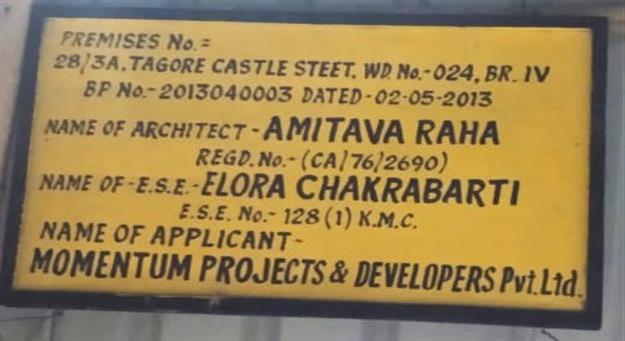 PREMISES No. =
28/3A, TAGORE CASTLE STEET, WD. No.-024, BR. IV
BP No.- 2013040003 DATED-02-05-2013
NAME OF ARCHITECT - AMITAVA RAHA
REGD. No.- (CA/76/2690)
NAME OF -E.S.E.- ELORA CHAKRABARTI
E.S.E. No.- 128 (1) K.M.C.
NAME OF APPLICANT-
MOMENTUM PROJECTS & DEVELOPERS Pvt. Ltd.